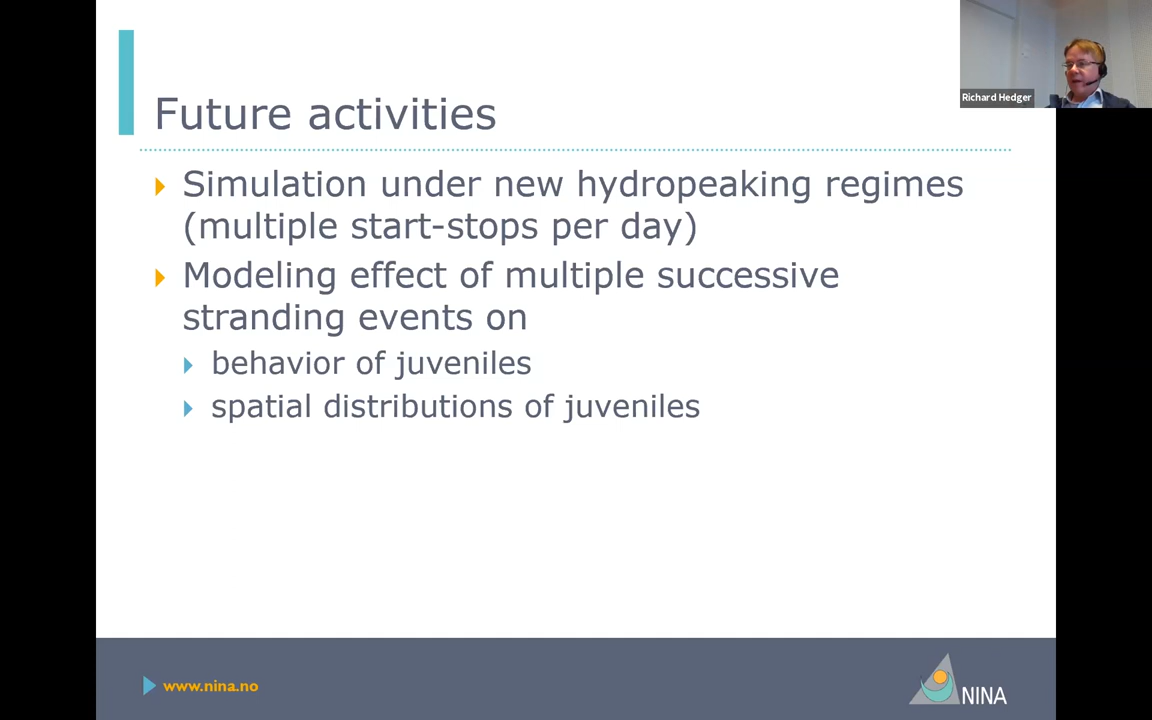 Richard Hedger
Future activities
Simulation under new hydropeaking regimes
(multiple start-stops per day)
Modeling effect of multiple successive
stranding events on
behavior of juveniles
spatial distributions of juveniles
www.nina.no
NINA